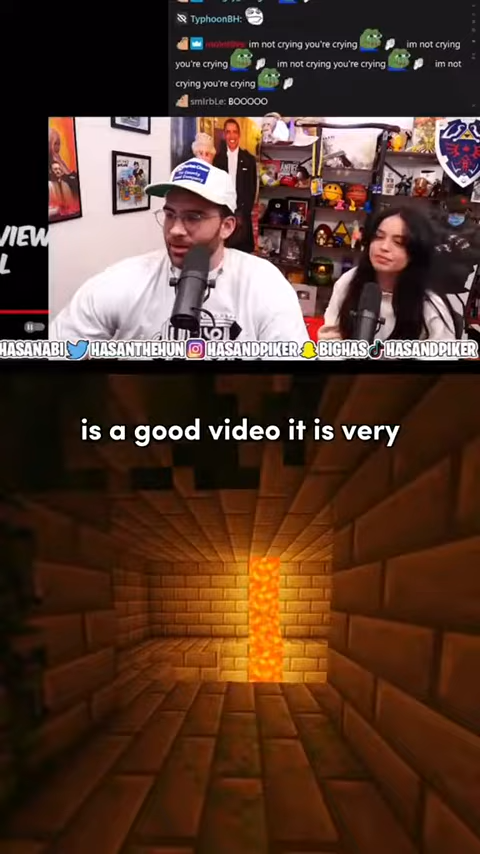 TyphoonBH:
im not crying you're crying im not crying
you're crying im not crying you're crying im not
crying you're crying
smIrbLe: BOOOOO
VIEW
L
HASANABI HASANTHEHUN HASANDPIKER BIGHAS HASANDPIKER
is a good video it is very